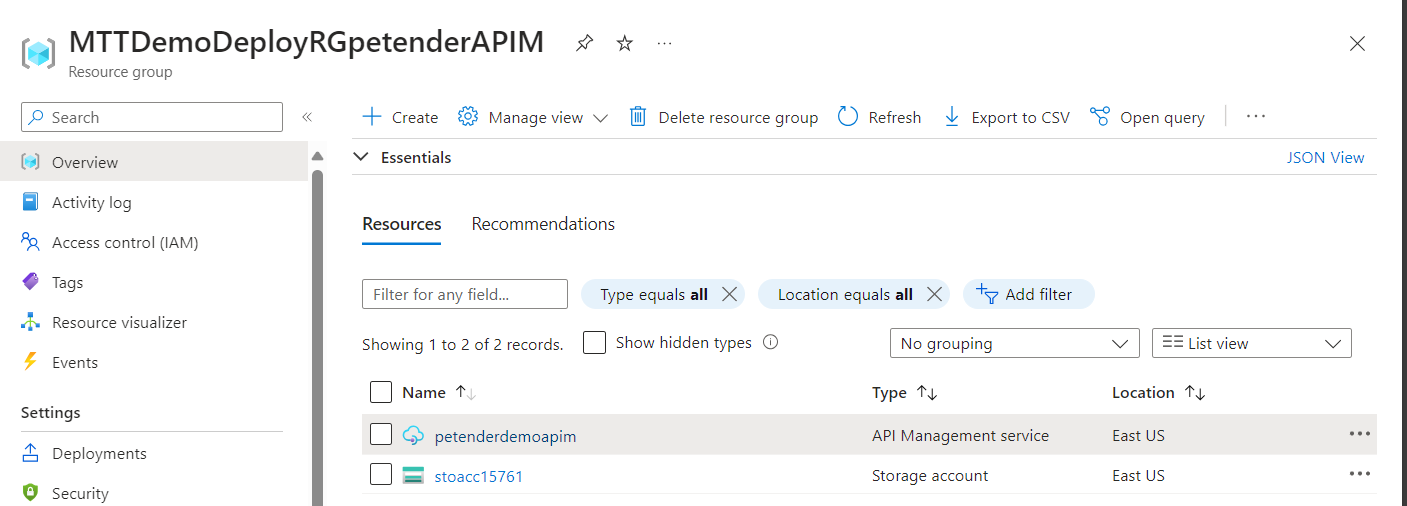 MTTDemoDeployRGpetenderAPIM
Resource group
Search
Overview
Activity log
Access control (IAM)
Tags
Resource visualizer
Events
Settings
Deployments
Security
Create Manage view Delete resource group Refresh Export to CSV Open query
Essentials JSON View
Resources Recommendations
Filter for any field... Type equals all Location equals all Add filter
Showing 1 to 2 of 2 records. Show hidden types No grouping List view
Name Type Location
petenderdemoapim API Management service East US
stoacc15761 Storage account East US